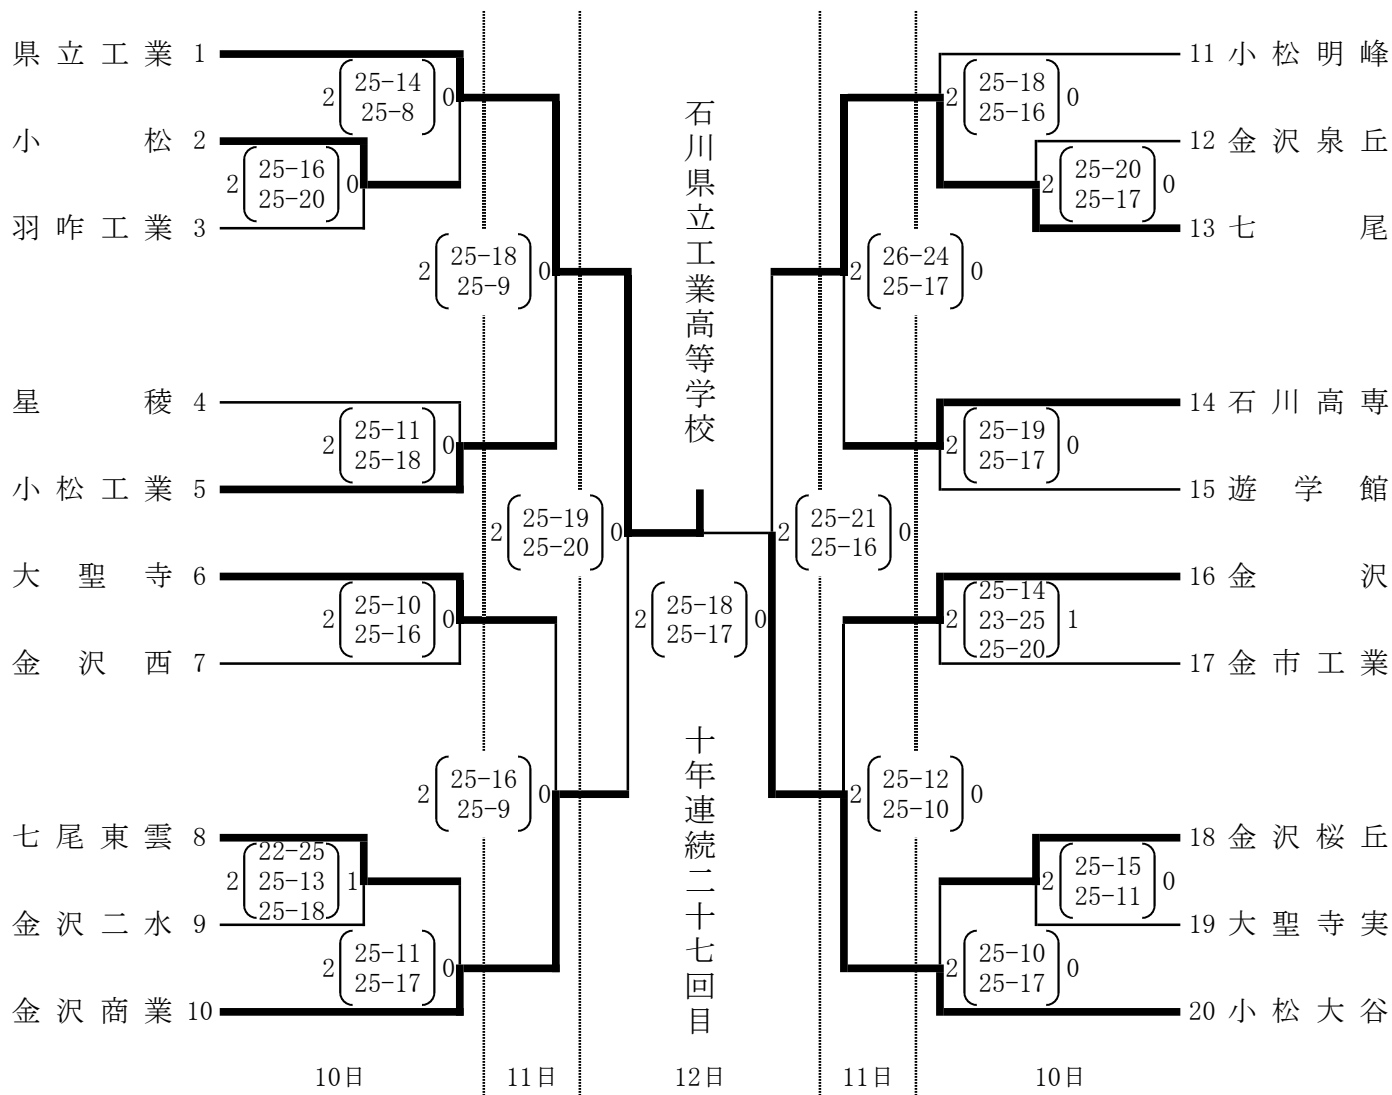 県立工業 1
2 25-14 0
25-8
小松 2
2 25-16 0
25-20
羽咋工業 3
2 25-18 0
25-9
星稜 4
2 25-11 0
25-18
小松工業 5
2 25-19 0
25-20
大聖寺 6
2 25-10 0
25-16
金沢西 7
2 25-16 0
25-9
七尾東雲 8
22-25
2 25-13 1
25-18
金沢二水 9
2 25-11 0
25-17
金沢商業 10
石川県立工業高等学校
2 25-18 0
25-17
十年連続二十七回目
11 小松明峰
2 25-18 0
25-16
12 金沢泉丘
2 25-20 0
25-17
13 七尾
2 26-24 0
25-17
14 石川高専
2 25-19 0
25-17
15 遊学館
2 25-21 0
25-16
16 金沢
25-14
2 23-25 1
25-20
17 金市工業
2 25-12 0
25-10
18 金沢桜丘
2 25-15 0
25-11
19 大聖寺実
2 25-10 0
25-17
20 小松大谷
10日 11日 12日 11日 10日